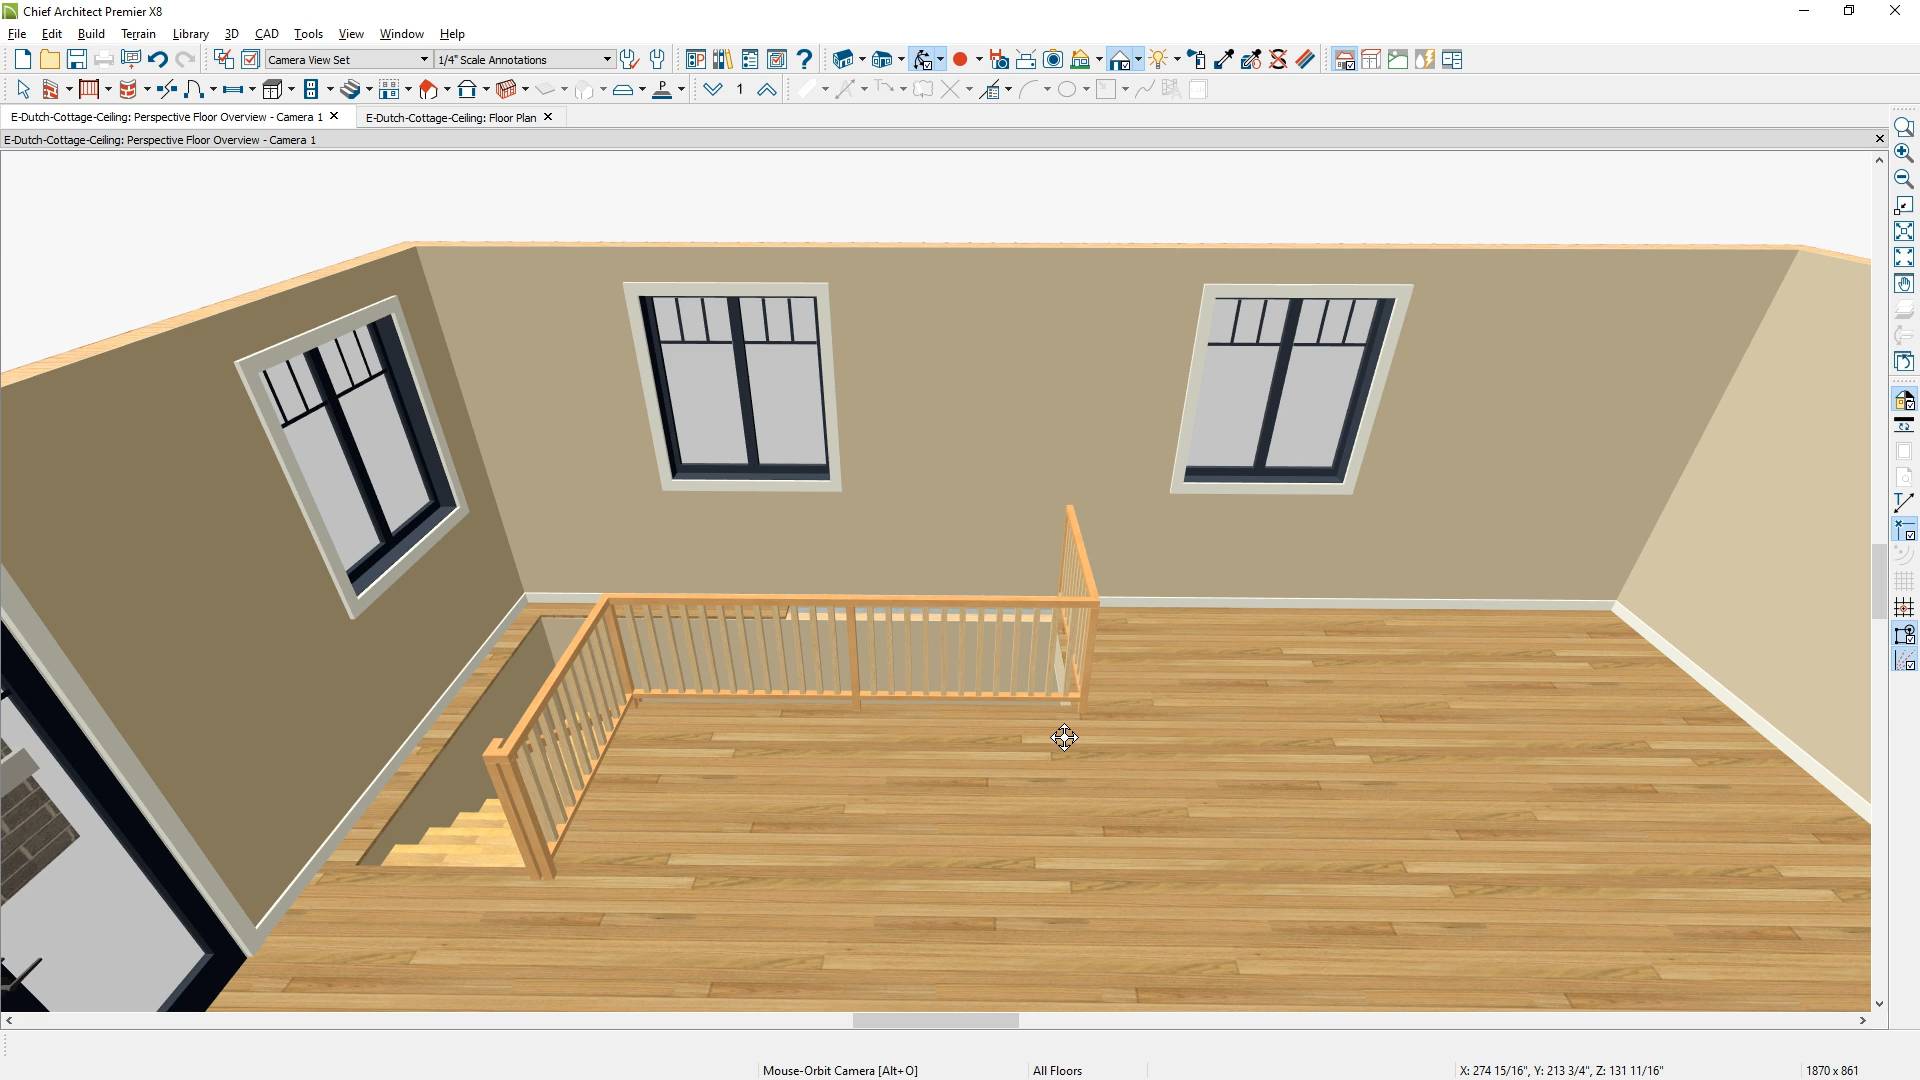 Chief Architect Premier X8
File Edit Build Terrain Library 3D CAD Tools View Window Help
Camera View Set 1/4" Scale Annotations
1
E-Dutch-Cottage-Ceiling: Perspective Floor Overview - Camera 1 E-Dutch-Cottage-Ceiling: Floor Plan
E-Dutch-Cottage-Ceiling: Perspective Floor Overview - Camera 1
Mouse-Orbit Camera [Alt+O] All Floors X: 274 15/16", Y: 213 3/4", Z: 131 11/16" 1870 x 861